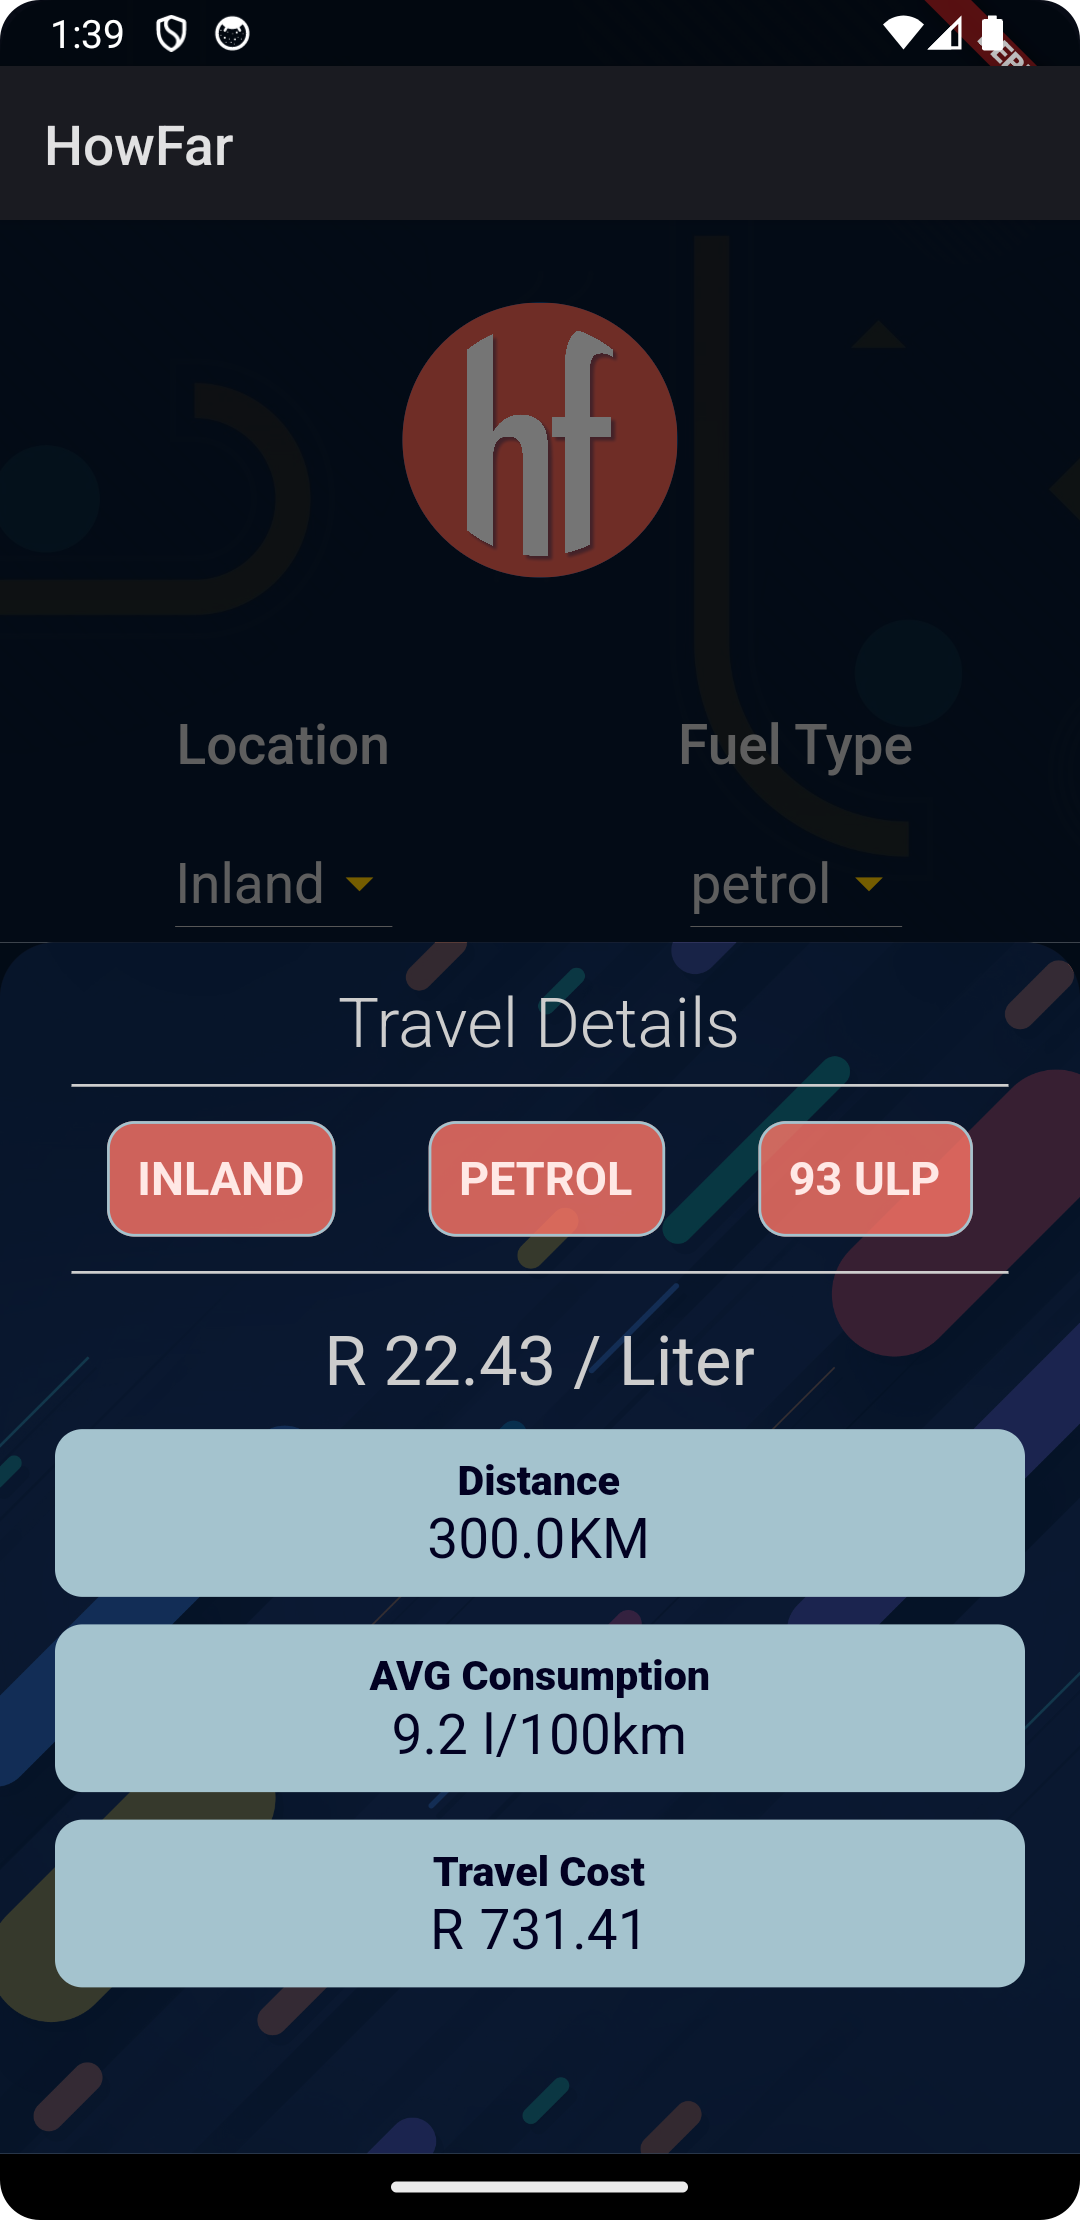 1:39
HowFar
hf
Location
Fuel Type
Inland
petrol
Travel Details
INLAND
PETROL
93 ULP
R 22.43 / Liter
Distance
300.0KM
AVG Consumption
9.2 l/100km
Travel Cost
R 731.41